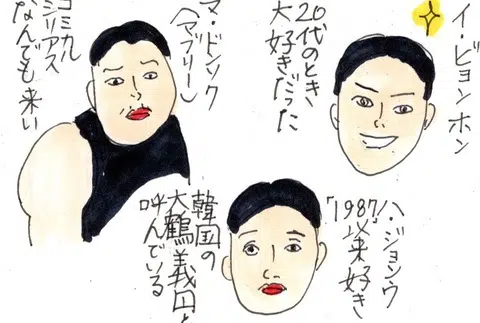 イ・ビョンホン
20代のとき、
大好きだった
マ・ドンソク
(マブリー)
コミカル
シリアス
なんでも来い
ハ・ジョンウ
「1987」
以来好き
韓国の
大鶴義丹と
呼んでいる